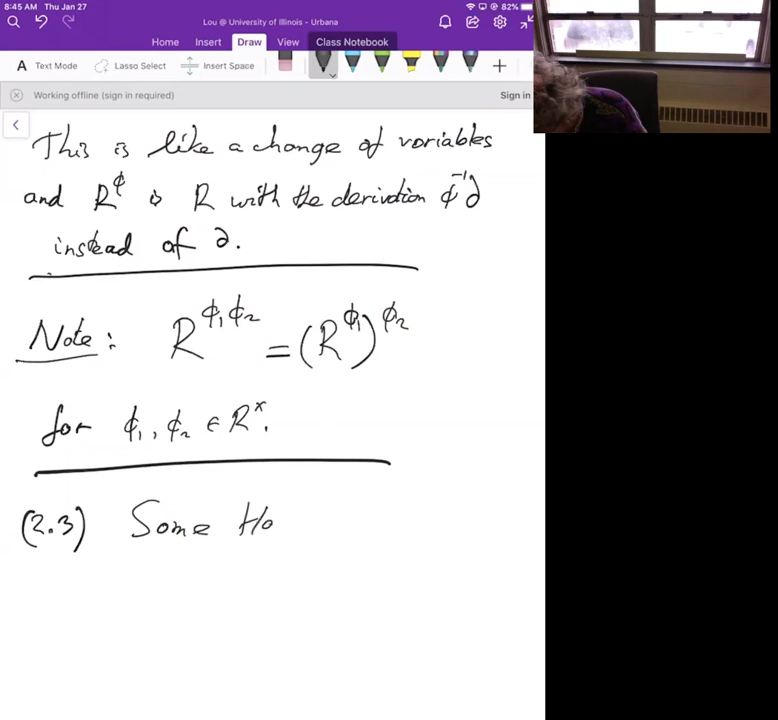 8:45 AM Thu Jan 27
82%
Lou @ University of Illinois - Urbana
Home Insert Draw View Class Notebook
Text Mode Lasso Select Insert Space
Working offline (sign in required) Sign in
This is like a change of variables
and R^ϕ is R with the derivation ϕ⁻¹∂
instead of ∂.
Note: R^{ϕ₁ϕ₂} = (R^{ϕ₁})^{ϕ₂}
for ϕ₁, ϕ₂ ∈ R^×.
(2.3) Some Ho